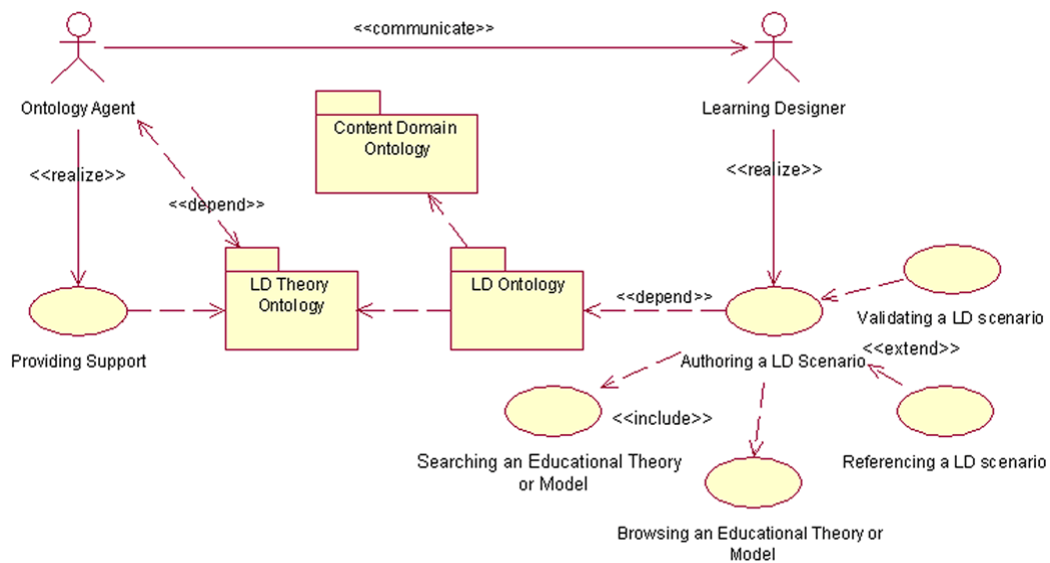 <<communicate>>
Ontology Agent
Learning Designer
Content Domain
Ontology
<<realize>>
<<realize>>
<<depend>>
LD Theory
Ontology
LD Ontology
<<depend>>
Validating a LD scenario
Providing Support
Authoring a LD Scenario
<<extend>>
<<include>>
Searching an Educational Theory
or Model
Referencing a LD scenario
Browsing an Educational Theory or
Model